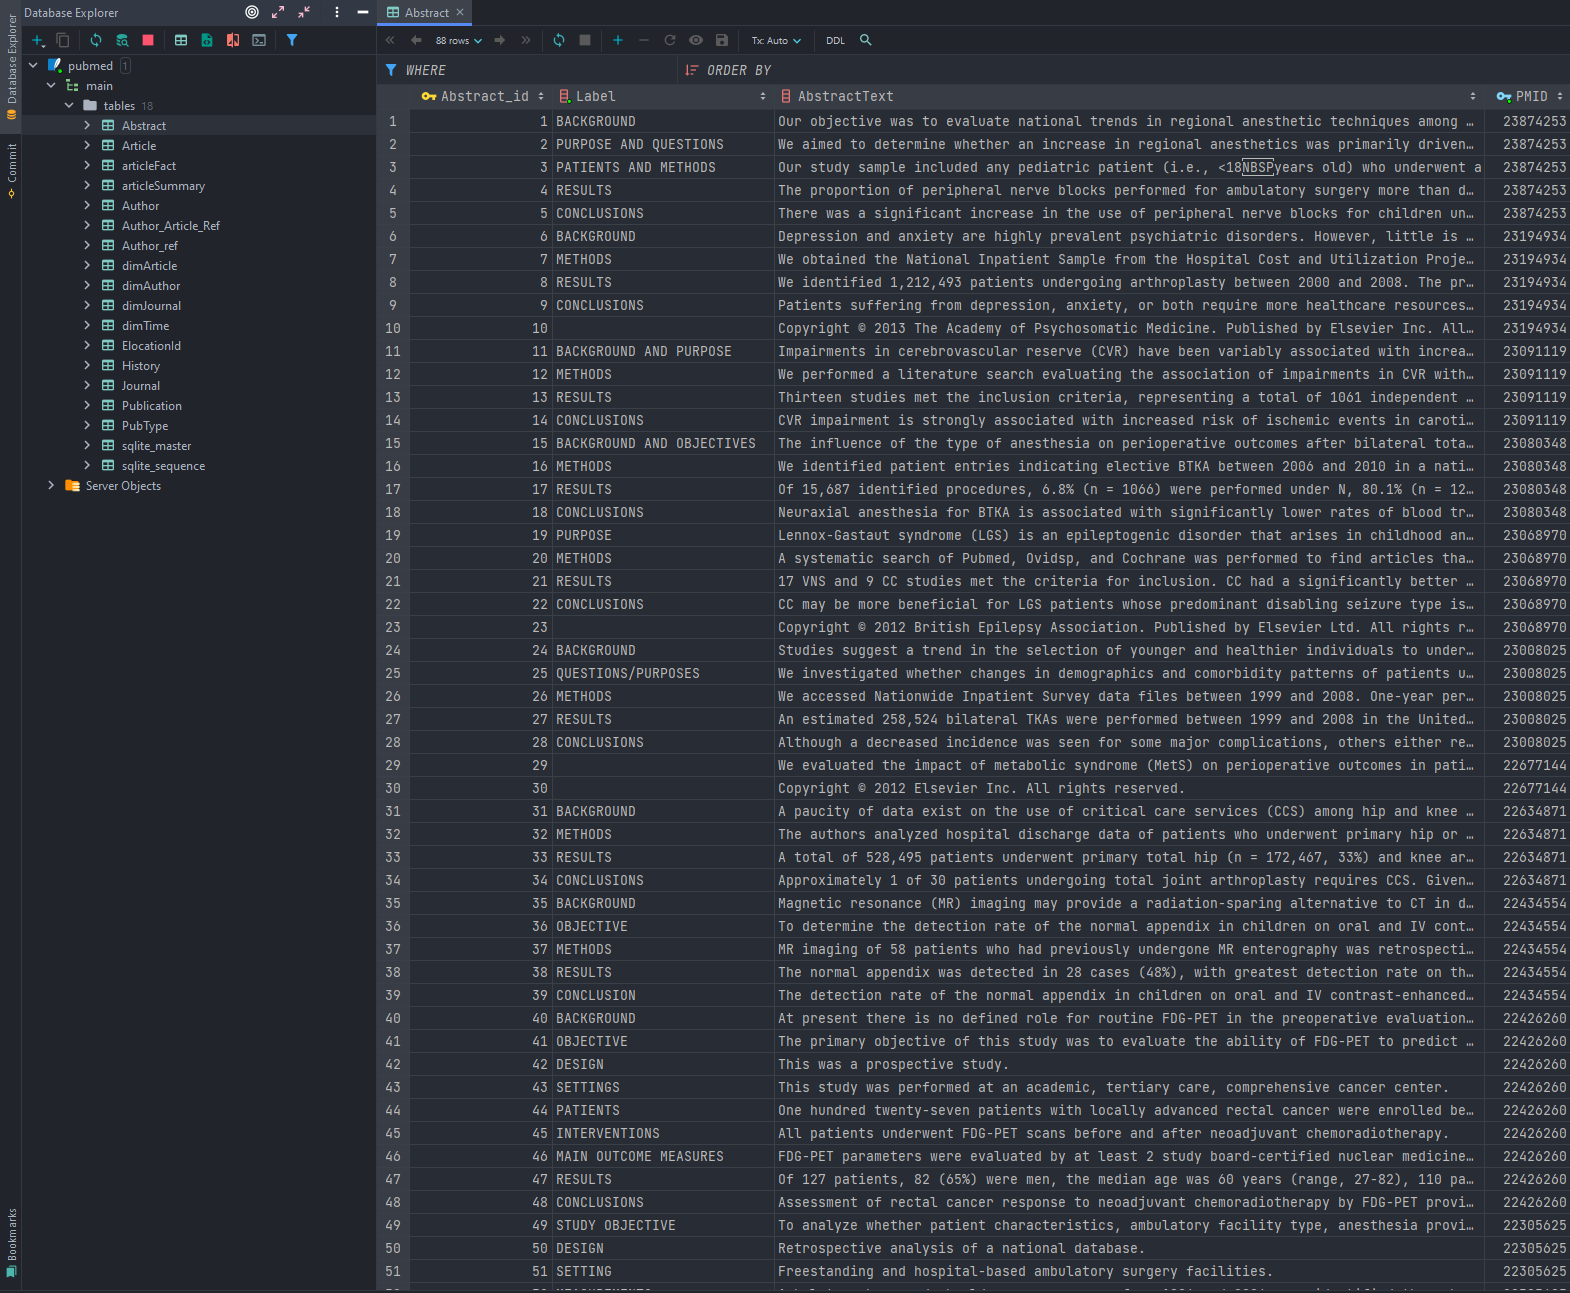 Database Explorer
Abstract
88 rows
Tx: Auto
DDL
WHERE
ORDER BY
Database Explorer
Commit
Bookmarks
pubmed 1
main
tables 18
Abstract
Article
articleFact
articleSummary
Author
Author_Article_Ref
Author_ref
dimArticle
dimAuthor
dimJournal
dimTime
ElocationId
History
Journal
Publication
PubType
sqlite_master
sqlite_sequence
Server Objects
Abstract_id Label AbstractText PMID
1 1 BACKGROUND Our objective was to evaluate national trends in regional anesthetic techniques among … 23874253
2 2 PURPOSE AND QUESTIONS We aimed to determine whether an increase in regional anesthetics was primarily driven… 23874253
3 3 PATIENTS AND METHODS Our study sample included any pediatric patient (i.e., <18NBSPyears old) who underwent a 23874253
4 4 RESULTS The proportion of peripheral nerve blocks performed for ambulatory surgery more than d… 23874253
5 5 CONCLUSIONS There was a significant increase in the use of peripheral nerve blocks for children un… 23874253
6 6 BACKGROUND Depression and anxiety are highly prevalent psychiatric disorders. However, little is … 23194934
7 7 METHODS We obtained the National Inpatient Sample from the Hospital Cost and Utilization Proje… 23194934
8 8 RESULTS We identified 1,212,493 patients undergoing arthroplasty between 2000 and 2008. The pr… 23194934
9 9 CONCLUSIONS Patients suffering from depression, anxiety, or both require more healthcare resources… 23194934
10 10 Copyright © 2013 The Academy of Psychosomatic Medicine. Published by Elsevier Inc. All… 23194934
11 11 BACKGROUND AND PURPOSE Impairments in cerebrovascular reserve (CVR) have been variably associated with increa… 23091119
12 12 METHODS We performed a literature search evaluating the association of impairments in CVR with… 23091119
13 13 RESULTS Thirteen studies met the inclusion criteria, representing a total of 1061 independent … 23091119
14 14 CONCLUSIONS CVR impairment is strongly associated with increased risk of ischemic events in caroti… 23091119
15 15 BACKGROUND AND OBJECTIVES The influence of the type of anesthesia on perioperative outcomes after bilateral tota… 23080348
16 16 METHODS We identified patient entries indicating elective BTKA between 2006 and 2010 in a nati… 23080348
17 17 RESULTS Of 15,687 identified procedures, 6.8% (n = 1066) were performed under N, 80.1% (n = 12… 23080348
18 18 CONCLUSIONS Neuraxial anesthesia for BTKA is associated with significantly lower rates of blood tr… 23080348
19 19 PURPOSE Lennox-Gastaut syndrome (LGS) is an epileptogenic disorder that arises in childhood an… 23068970
20 20 METHODS A systematic search of Pubmed, Ovidsp, and Cochrane was performed to find articles tha… 23068970
21 21 RESULTS 17 VNS and 9 CC studies met the criteria for inclusion. CC had a significantly better … 23068970
22 22 CONCLUSIONS CC may be more beneficial for LGS patients whose predominant disabling seizure type is… 23068970
23 23 Copyright © 2012 British Epilepsy Association. Published by Elsevier Ltd. All rights r… 23068970
24 24 BACKGROUND Studies suggest a trend in the selection of younger and healthier individuals to under… 23008025
25 25 QUESTIONS/PURPOSES We investigated whether changes in demographics and comorbidity patterns of patients u… 23008025
26 26 METHODS We accessed Nationwide Inpatient Survey data files between 1999 and 2008. One-year per… 23008025
27 27 RESULTS An estimated 258,524 bilateral TKAs were performed between 1999 and 2008 in the United… 23008025
28 28 CONCLUSIONS Although a decreased incidence was seen for some major complications, others either re… 23008025
29 29 We evaluated the impact of metabolic syndrome (MetS) on perioperative outcomes in pati… 22677144
30 30 Copyright © 2012 Elsevier Inc. All rights reserved. 22677144
31 31 BACKGROUND A paucity of data exist on the use of critical care services (CCS) among hip and knee … 22634871
32 32 METHODS The authors analyzed hospital discharge data of patients who underwent primary hip or … 22634871
33 33 RESULTS A total of 528,495 patients underwent primary total hip (n = 172,467, 33%) and knee ar… 22634871
34 34 CONCLUSIONS Approximately 1 of 30 patients undergoing total joint arthroplasty requires CCS. Given… 22634871
35 35 BACKGROUND Magnetic resonance (MR) imaging may provide a radiation-sparing alternative to CT in d… 22434554
36 36 OBJECTIVE To determine the detection rate of the normal appendix in children on oral and IV cont… 22434554
37 37 METHODS MR imaging of 58 patients who had previously undergone MR enterography was retrospecti… 22434554
38 38 RESULTS The normal appendix was detected in 28 cases (48%), with greatest detection rate on th… 22434554
39 39 CONCLUSION The detection rate of the normal appendix in children on oral and IV contrast-enhanced… 22434554
40 40 BACKGROUND At present there is no defined role for routine FDG-PET in the preoperative evaluation… 22426260
41 41 OBJECTIVE The primary objective of this study was to evaluate the ability of FDG-PET to predict … 22426260
42 42 DESIGN This was a prospective study. 22426260
43 43 SETTINGS This study was performed at an academic, tertiary care, comprehensive cancer center. 22426260
44 44 PATIENTS One hundred twenty-seven patients with locally advanced rectal cancer were enrolled be… 22426260
45 45 INTERVENTIONS All patients underwent FDG-PET scans before and after neoadjuvant chemoradiotherapy. 22426260
46 46 MAIN OUTCOME MEASURES FDG-PET parameters were evaluated by at least 2 study board-certified nuclear medicine… 22426260
47 47 RESULTS Of 127 patients, 82 (65%) were men, the median age was 60 years (range, 27-82), 110 pa… 22426260
48 48 CONCLUSIONS Assessment of rectal cancer response to neoadjuvant chemoradiotherapy by FDG-PET provi… 22426260
49 49 STUDY OBJECTIVE To analyze whether patient characteristics, ambulatory facility type, anesthesia provi… 22305625
50 50 DESIGN Retrospective analysis of a national database. 22305625
51 51 SETTING Freestanding and hospital-based ambulatory surgery facilities. 22305625